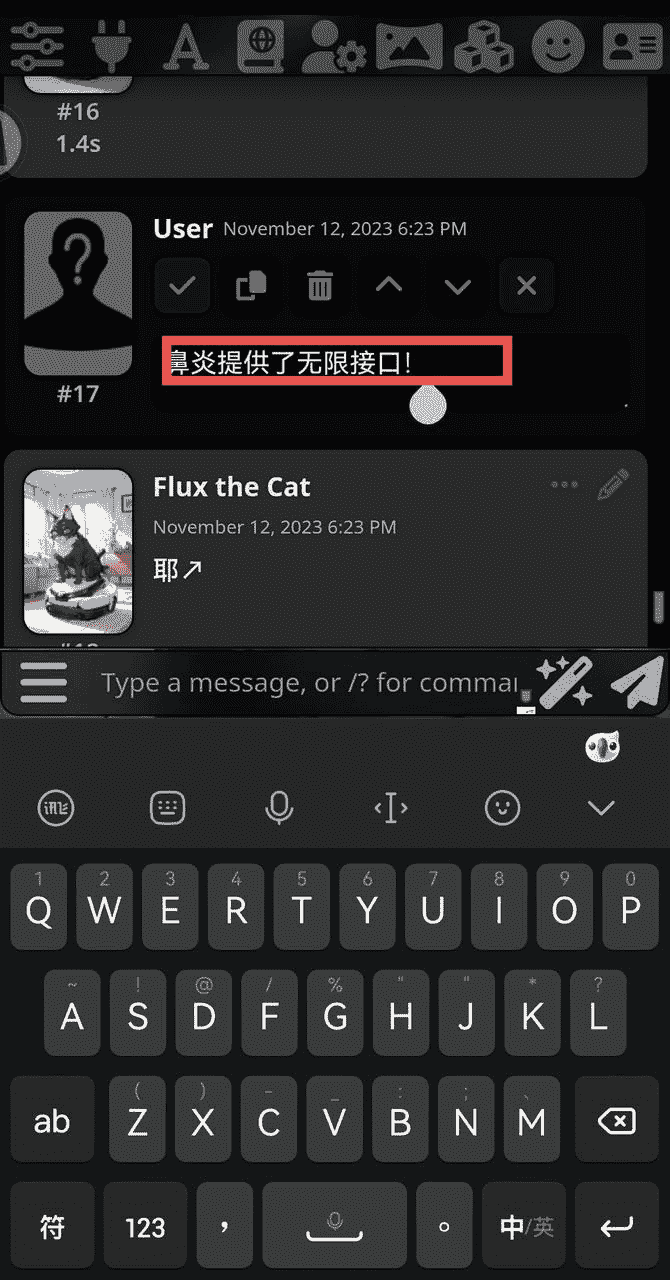 #16
1.4s
User November 12, 2023 6:23 PM
鼻炎提供了无限接口!
#17
Flux the Cat
November 12, 2023 6:23 PM
耶↗
Type a message, or /? for comman
1 2 3 4 5 6 7 8 9 0
Q W E R T Y U I O P
~ ! @ / % " " * ?
A S D F G H J K L
( ) - _ : ; 、
ab Z X C V B N M
符 123 , 。 中/英